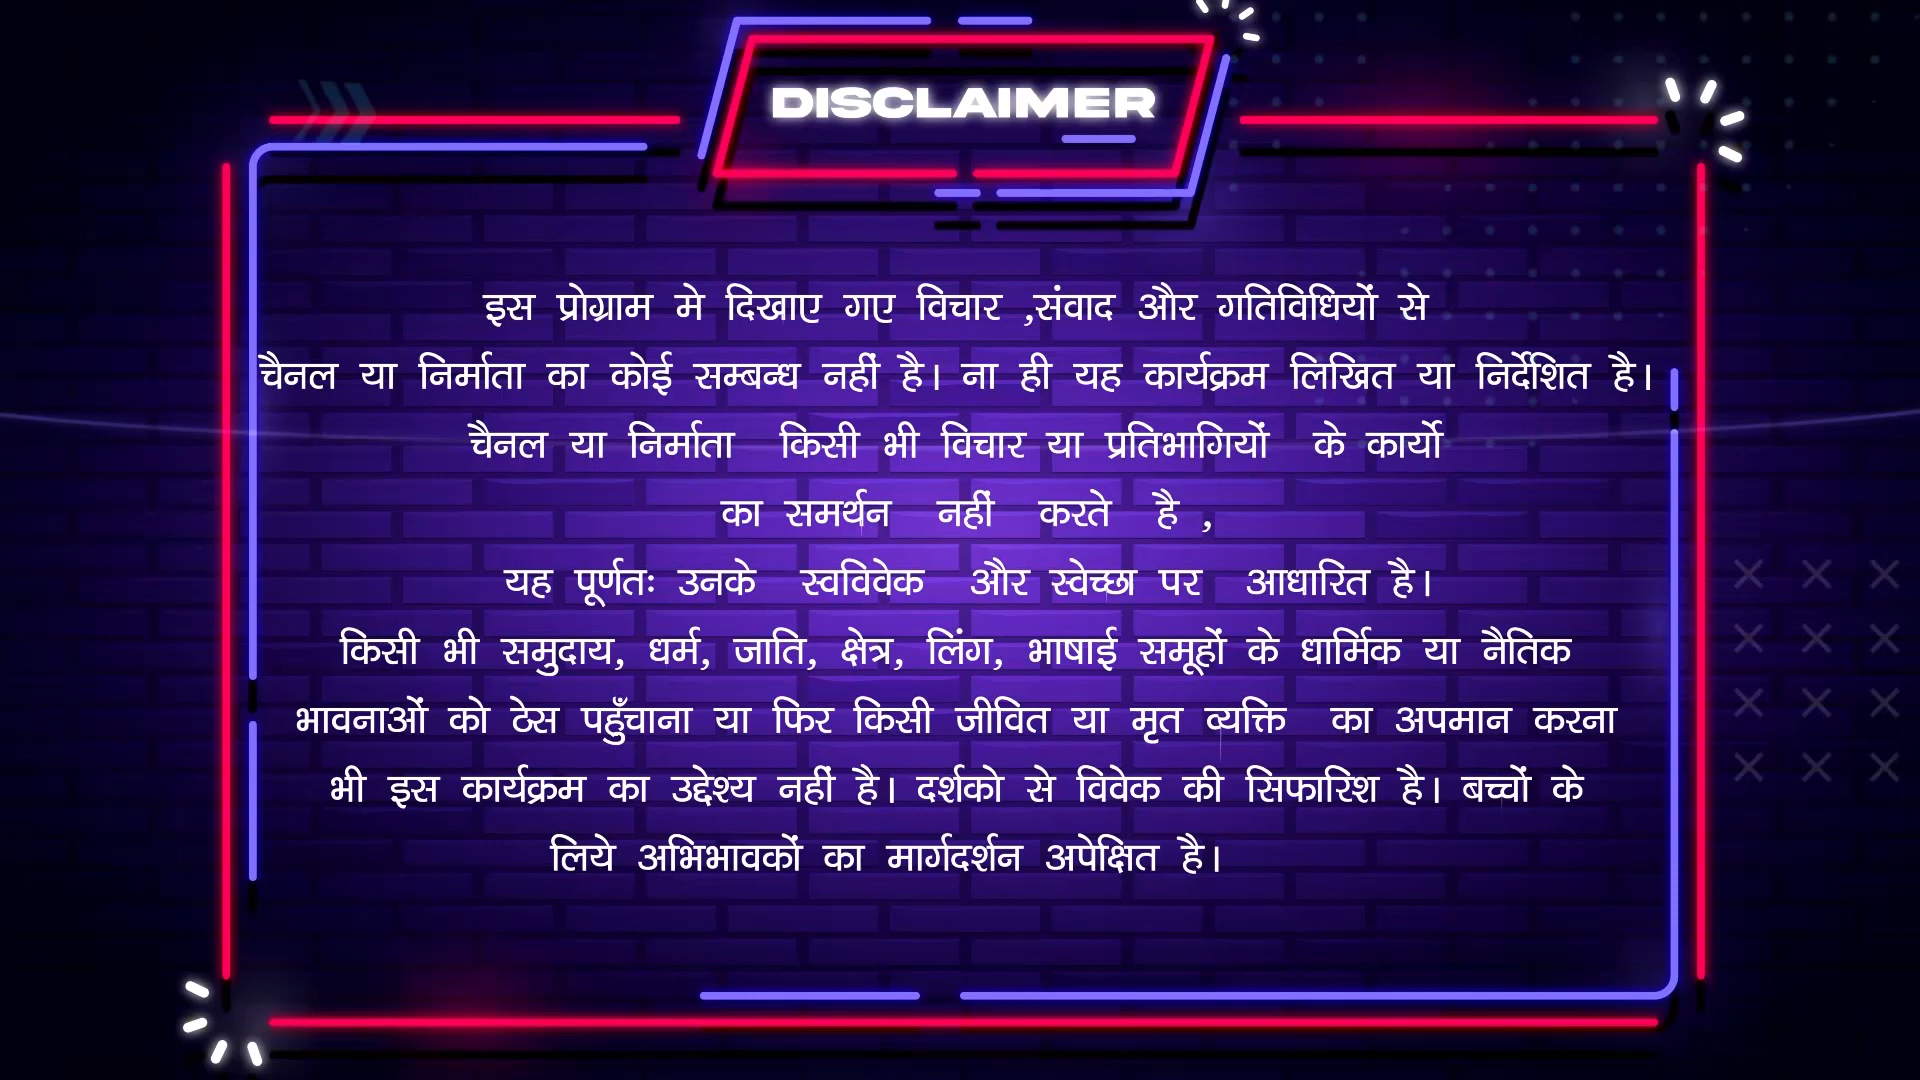 DISCLAIMER
इस प्रोग्राम मे दिखाए गए विचार ,संवाद और गतिविधियों से
चैनल या निर्माता का कोई सम्बन्ध नहीं है। ना ही यह कार्यक्रम लिखित या निर्देशित है।
चैनल या निर्माता किसी भी विचार या प्रतिभागियों के कार्यो
का समर्थन नहीं करते है ,
यह पूर्णतः उनके स्वविवेक और स्वेच्छा पर आधारित है।
किसी भी समुदाय, धर्म, जाति, क्षेत्र, लिंग, भाषाई समूहों के धार्मिक या नैतिक
भावनाओं को ठेस पहुँचाना या फिर किसी जीवित या मृत व्यक्ति का अपमान करना
भी इस कार्यक्रम का उद्देश्य नहीं है। दर्शको से विवेक की सिफारिश है। बच्चों के
लिये अभिभावकों का मार्गदर्शन अपेक्षित है।